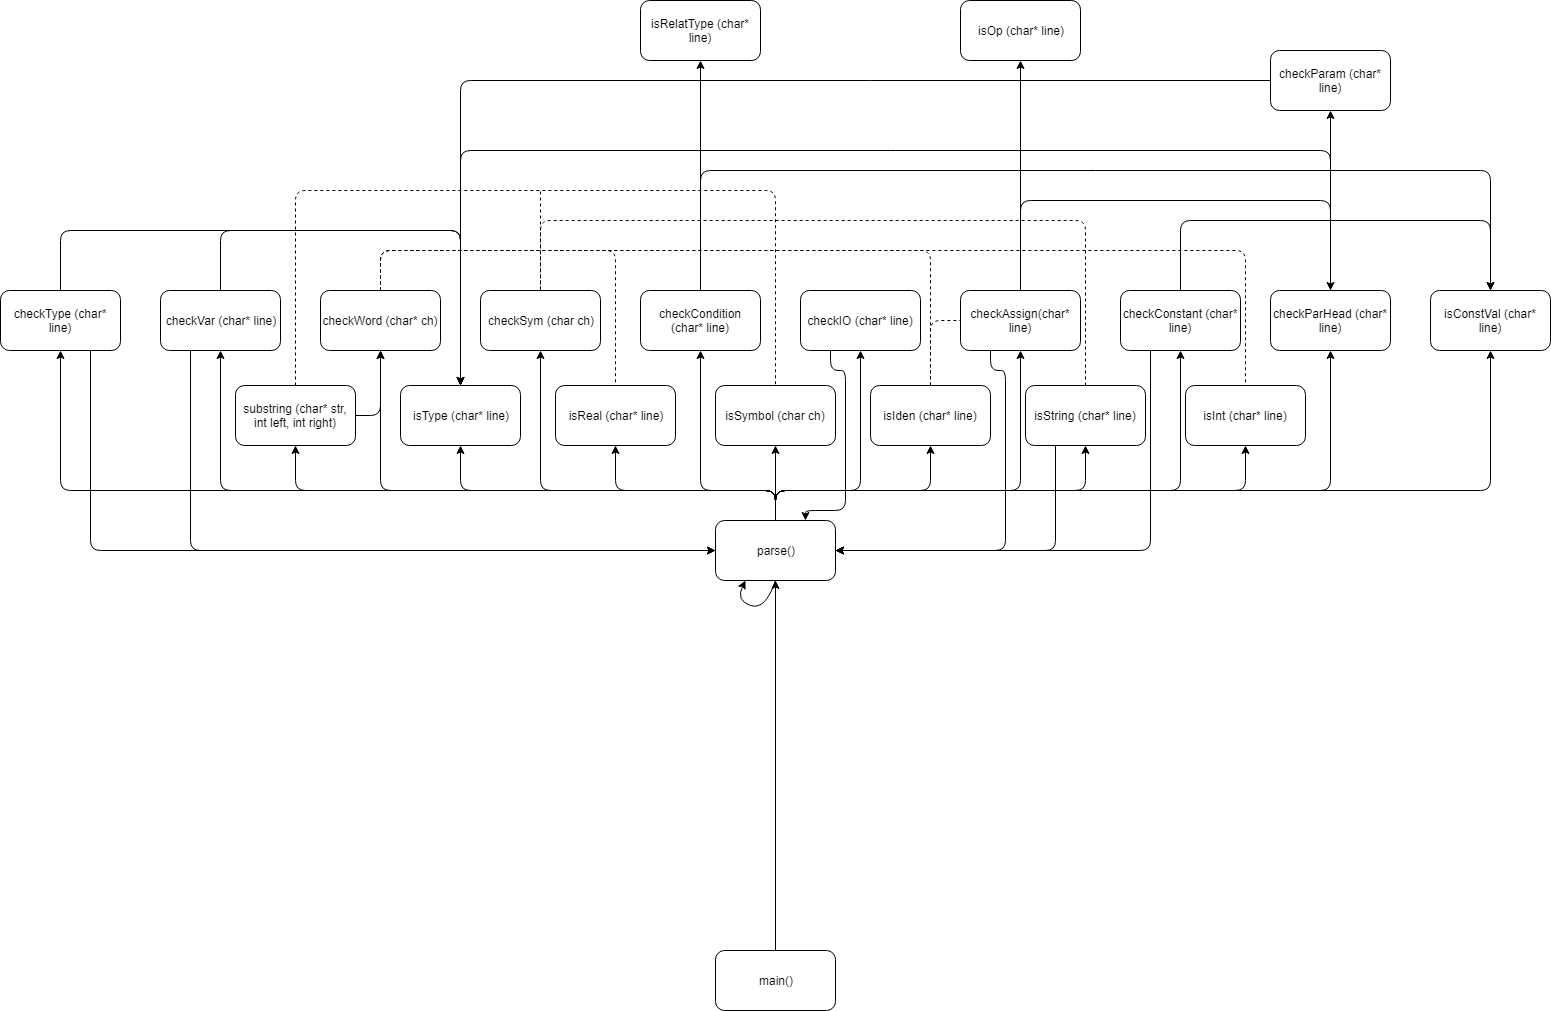 isRelatType (char*
line)
isOp (char* line)
checkParam (char*
line)
checkType (char*
line)
checkVar (char* line)
checkWord (char* ch)
checkSym (char ch)
checkCondition
(char* line)
checkIO (char* line)
checkAssign(char*
line)
checkConstant (char*
line)
checkParHead (char*
line)
isConstVal (char*
line)
substring (char* str,
int left, int right)
isType (char* line)
isReal (char* line)
isSymbol (char ch)
isIden (char* line)
isString (char* line)
isInt (char* line)
parse()
main()